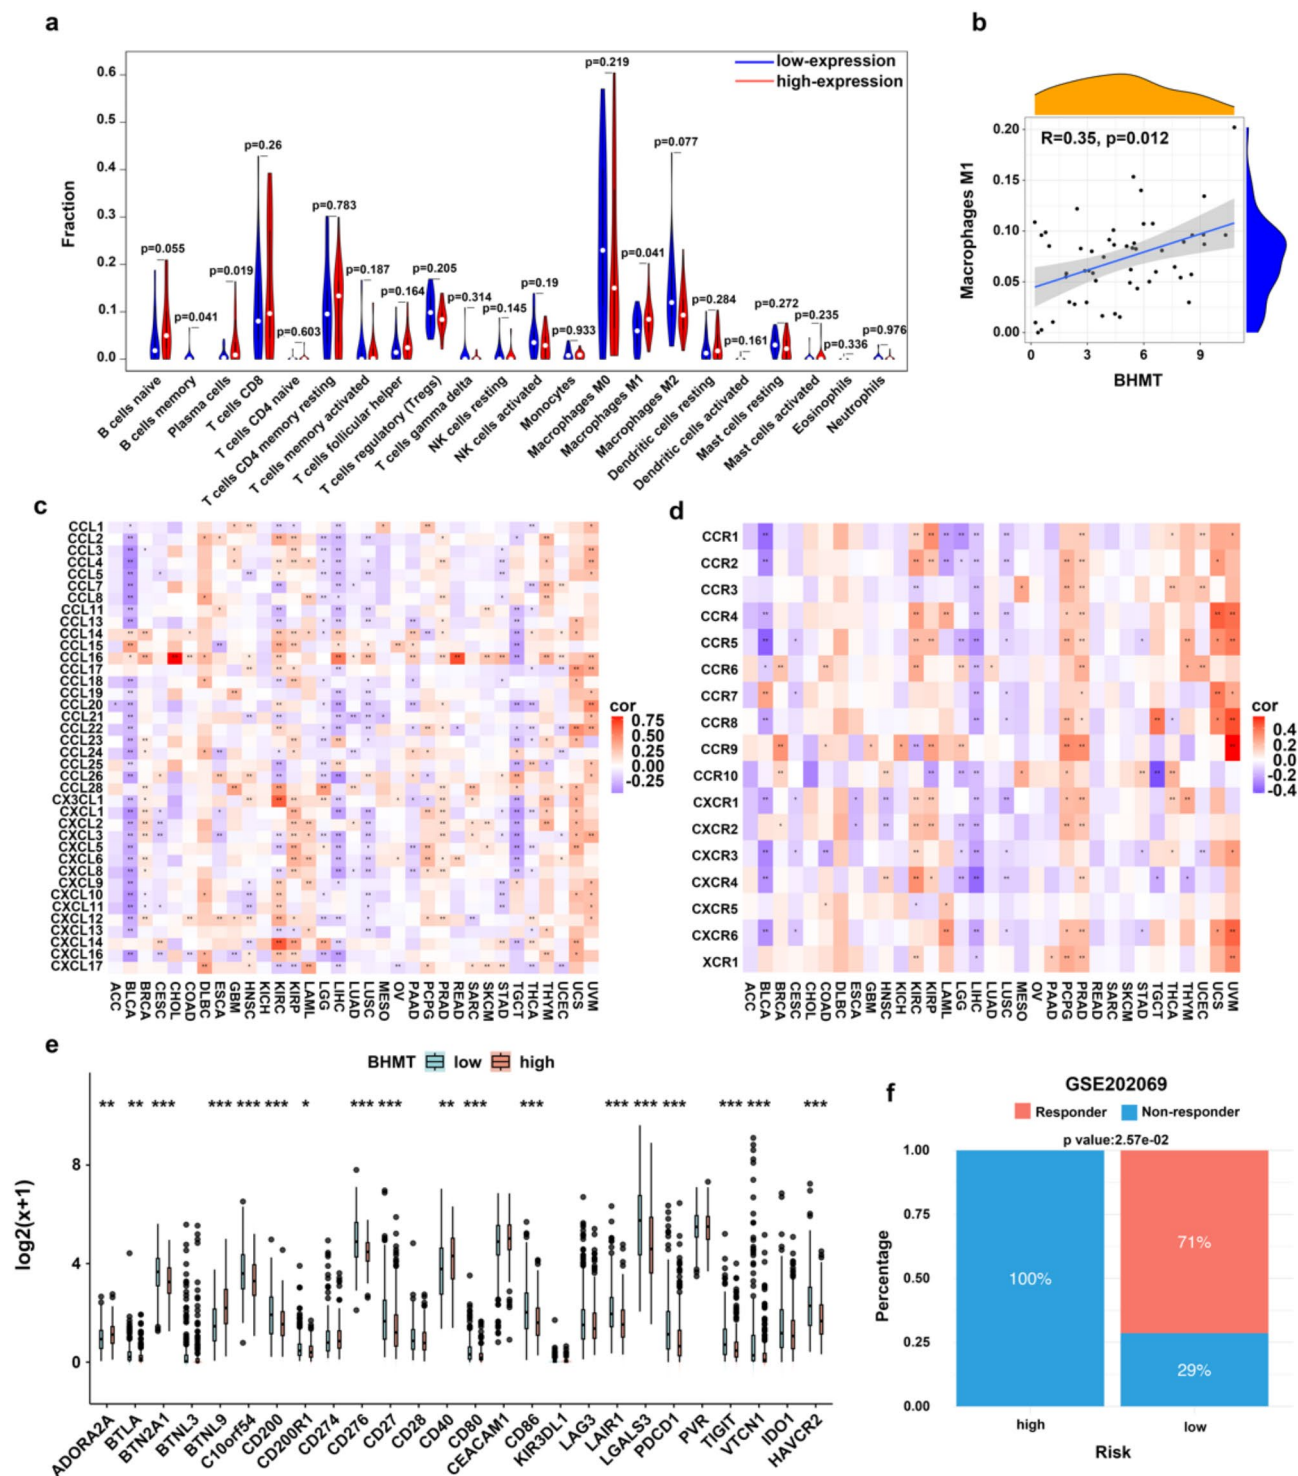 a
low-expression
high-expression
Fraction
0.6
0.5
0.4
0.3
0.2
0.1
0.0
p=0.055
p=0.041
p=0.019
p=0.26
p=0.603
p=0.783
p=0.187
p=0.164
p=0.205
p=0.314
p=0.145
p=0.19
p=0.933
p=0.219
p=0.041
p=0.077
p=0.284
p=0.161
p=0.272
p=0.235
p=0.336
p=0.976
B cells naive
B cells memory
Plasma cells
T cells CD8
T cells CD4 naive
T cells CD4 memory resting
T cells memory activated
T cells follicular helper
T cells regulatory (Tregs)
T cells gamma delta
NK cells resting
NK cells activated
Monocytes
Macrophages M0
Macrophages M1
Macrophages M2
Dendritic cells resting
Dendritic cells activated
Mast cells resting
Mast cells activated
Eosinophils
Neutrophils
b
R=0.35, p=0.012
Macrophages M1
0.20
0.15
0.10
0.05
0.00
0 3 6 9
BHMT
c
CCL1
CCL2
CCL3
CCL4
CCL5
CCL7
CCL8
CCL11
CCL13
CCL14
CCL15
CCL16
CCL17
CCL18
CCL19
CCL20
CCL21
CCL22
CCL23
CCL24
CCL25
CCL26
CCL28
CX3CL1
CXCL1
CXCL2
CXCL3
CXCL5
CXCL6
CXCL8
CXCL9
CXCL10
CXCL11
CXCL12
CXCL13
CXCL14
CXCL16
CXCL17
ACC BLCA BRCA CESC CHOL COAD DLBC ESCA GBM HNSC KICH KIRC KIRP LAML LGG LIHC LUAD LUSC MESO OV PAAD PCPG PRAD READ SARC SKCM STAD TGCT THCA THYM UCEC UCS UVM
cor
0.75
0.50
0.25
0.00
-0.25
d
CCR1
CCR2
CCR3
CCR4
CCR5
CCR6
CCR7
CCR8
CCR9
CCR10
CXCR1
CXCR2
CXCR3
CXCR4
CXCR5
CXCR6
XCR1
ACC BLCA BRCA CESC CHOL COAD DLBC ESCA GBM HNSC KICH KIRC KIRP LAML LGG LIHC LUAD LUSC MESO OV PAAD PCPG PRAD READ SARC SKCM STAD TGCT THCA THYM UCEC UCS UVM
cor
0.4
0.2
0.0
-0.2
-0.4
e
BHMT low high
** ** *** *** *** *** * *** *** ** *** *** *** *** *** *** *** ***
log2(x+1)
8
4
0
ADORA2A
BTLA
BTN2A1
BTNL3
BTNL9
C10orf54
CD200
CD200R1
CD274
CD276
CD27
CD28
CD40
CD80
CEACAM1
CD86
KIR3DL1
LAG3
LAIR1
LGALS3
PDCD1
PVR
TIGIT
VTCN1
IDO1
HAVCR2
f
GSE202069
Responder Non-responder
p value:2.57e-02
Percentage
1.00
0.75
0.50
0.25
0.00
100%
71%
29%
high low
Risk